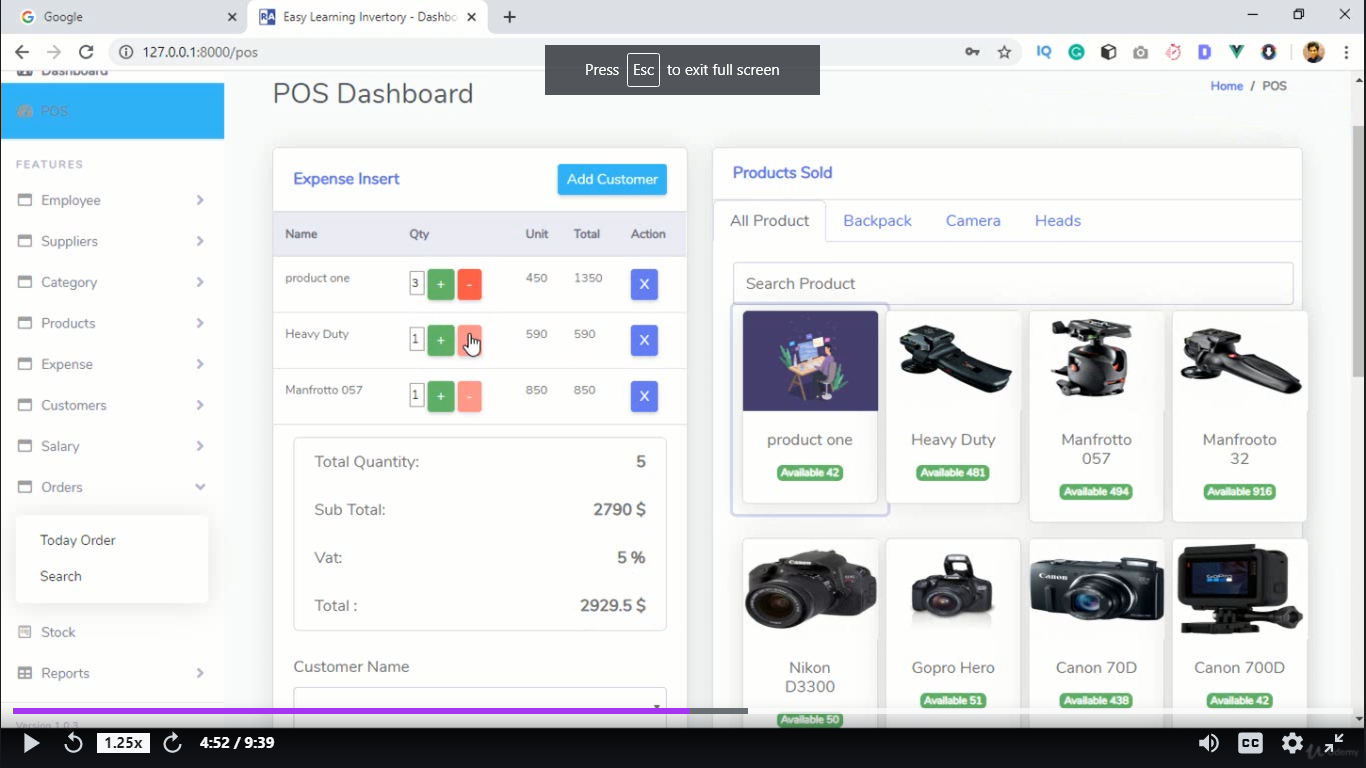 Google
RA Easy Learning Invertory - Dashbo
127.0.0.1:8000/pos
IQ
Press Esc to exit full screen
Dashboard
POS
FEATURES
Employee
Suppliers
Category
Products
Expense
Customers
Salary
Orders
Today Order
Search
Stock
Reports
Version 1.0.3
POS Dashboard
Home / POS
Expense Insert
Add Customer
Name Qty Unit Total Action
product one 3 + - 450 1350 X
Heavy Duty 1 + 590 590 X
Manfrotto 057 1 + - 850 850 X
Total Quantity: 5
Sub Total: 2790 $
Vat: 5 %
Total : 2929.5 $
Customer Name
Products Sold
All Product Backpack Camera Heads
Search Product
product one
Available 42
Heavy Duty
Available 481
Manfrotto
057
Available 494
Manfrooto
32
Available 916
Canon
GoPro
Nikon
D3300
Available 50
Gopro Hero
Available 51
Canon 70D
Available 438
Canon 700D
Available 42
1.25x
4:52 / 9:39
CC
Udemy